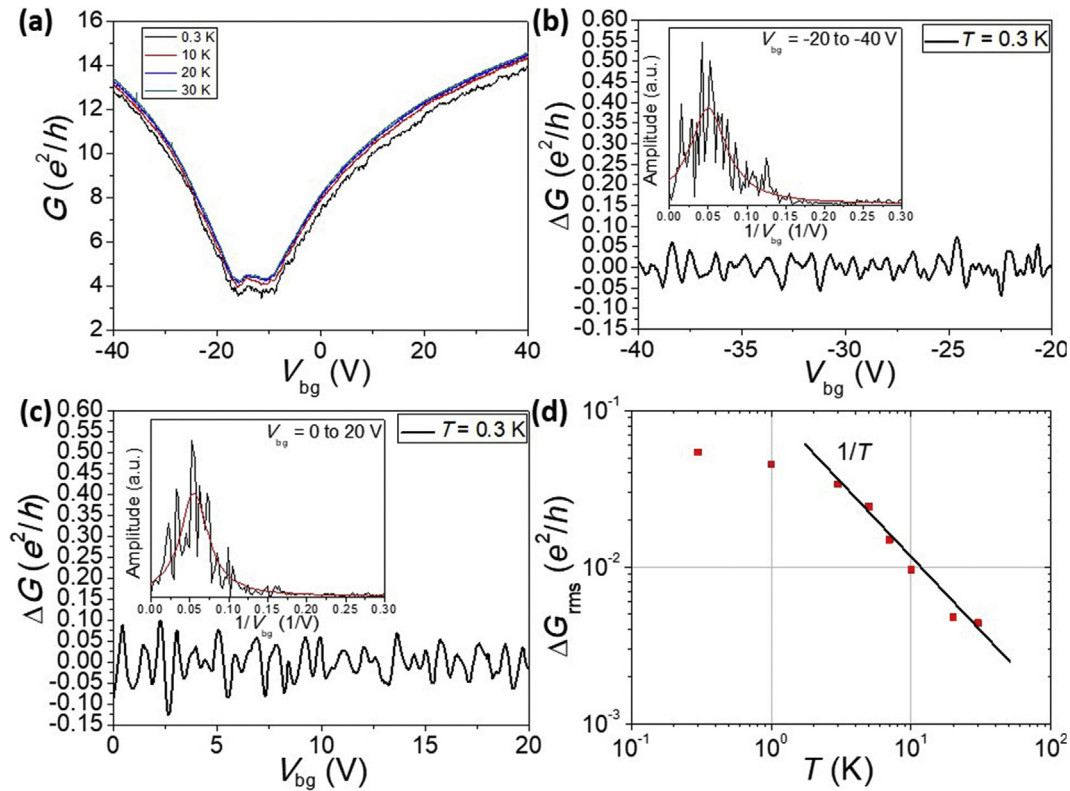 (a)
16
14
12
10
8
6
4
2
G (e²/h)
0.3 K
10 K
20 K
30 K
-40
-20
0
20
40
V_bg (V)
(b)
0.60
0.55
0.50
0.45
0.40
0.35
0.30
0.25
0.20
0.15
0.10
0.05
0.00
-0.05
-0.10
-0.15
ΔG (e²/h)
V_bg = -20 to -40 V
T = 0.3 K
Amplitude (a.u.)
0.00 0.05 0.10 0.15 0.20 0.25 0.30
1/V_bg (1/V)
-40
-35
-30
-25
-20
V_bg (V)
(c)
0.60
0.55
0.50
0.45
0.40
0.35
0.30
0.25
0.20
0.15
0.10
0.05
0.00
-0.05
-0.10
-0.15
ΔG (e²/h)
V_bg = 0 to 20 V
T = 0.3 K
Amplitude (a.u.)
0.00 0.05 0.10 0.15 0.20 0.25 0.30
1/V_bg (1/V)
0
5
10
15
20
V_bg (V)
(d)
10⁻¹
10⁻²
10⁻³
ΔG_rms (e²/h)
1/T
10⁻¹
10⁰
10¹
10²
T (K)